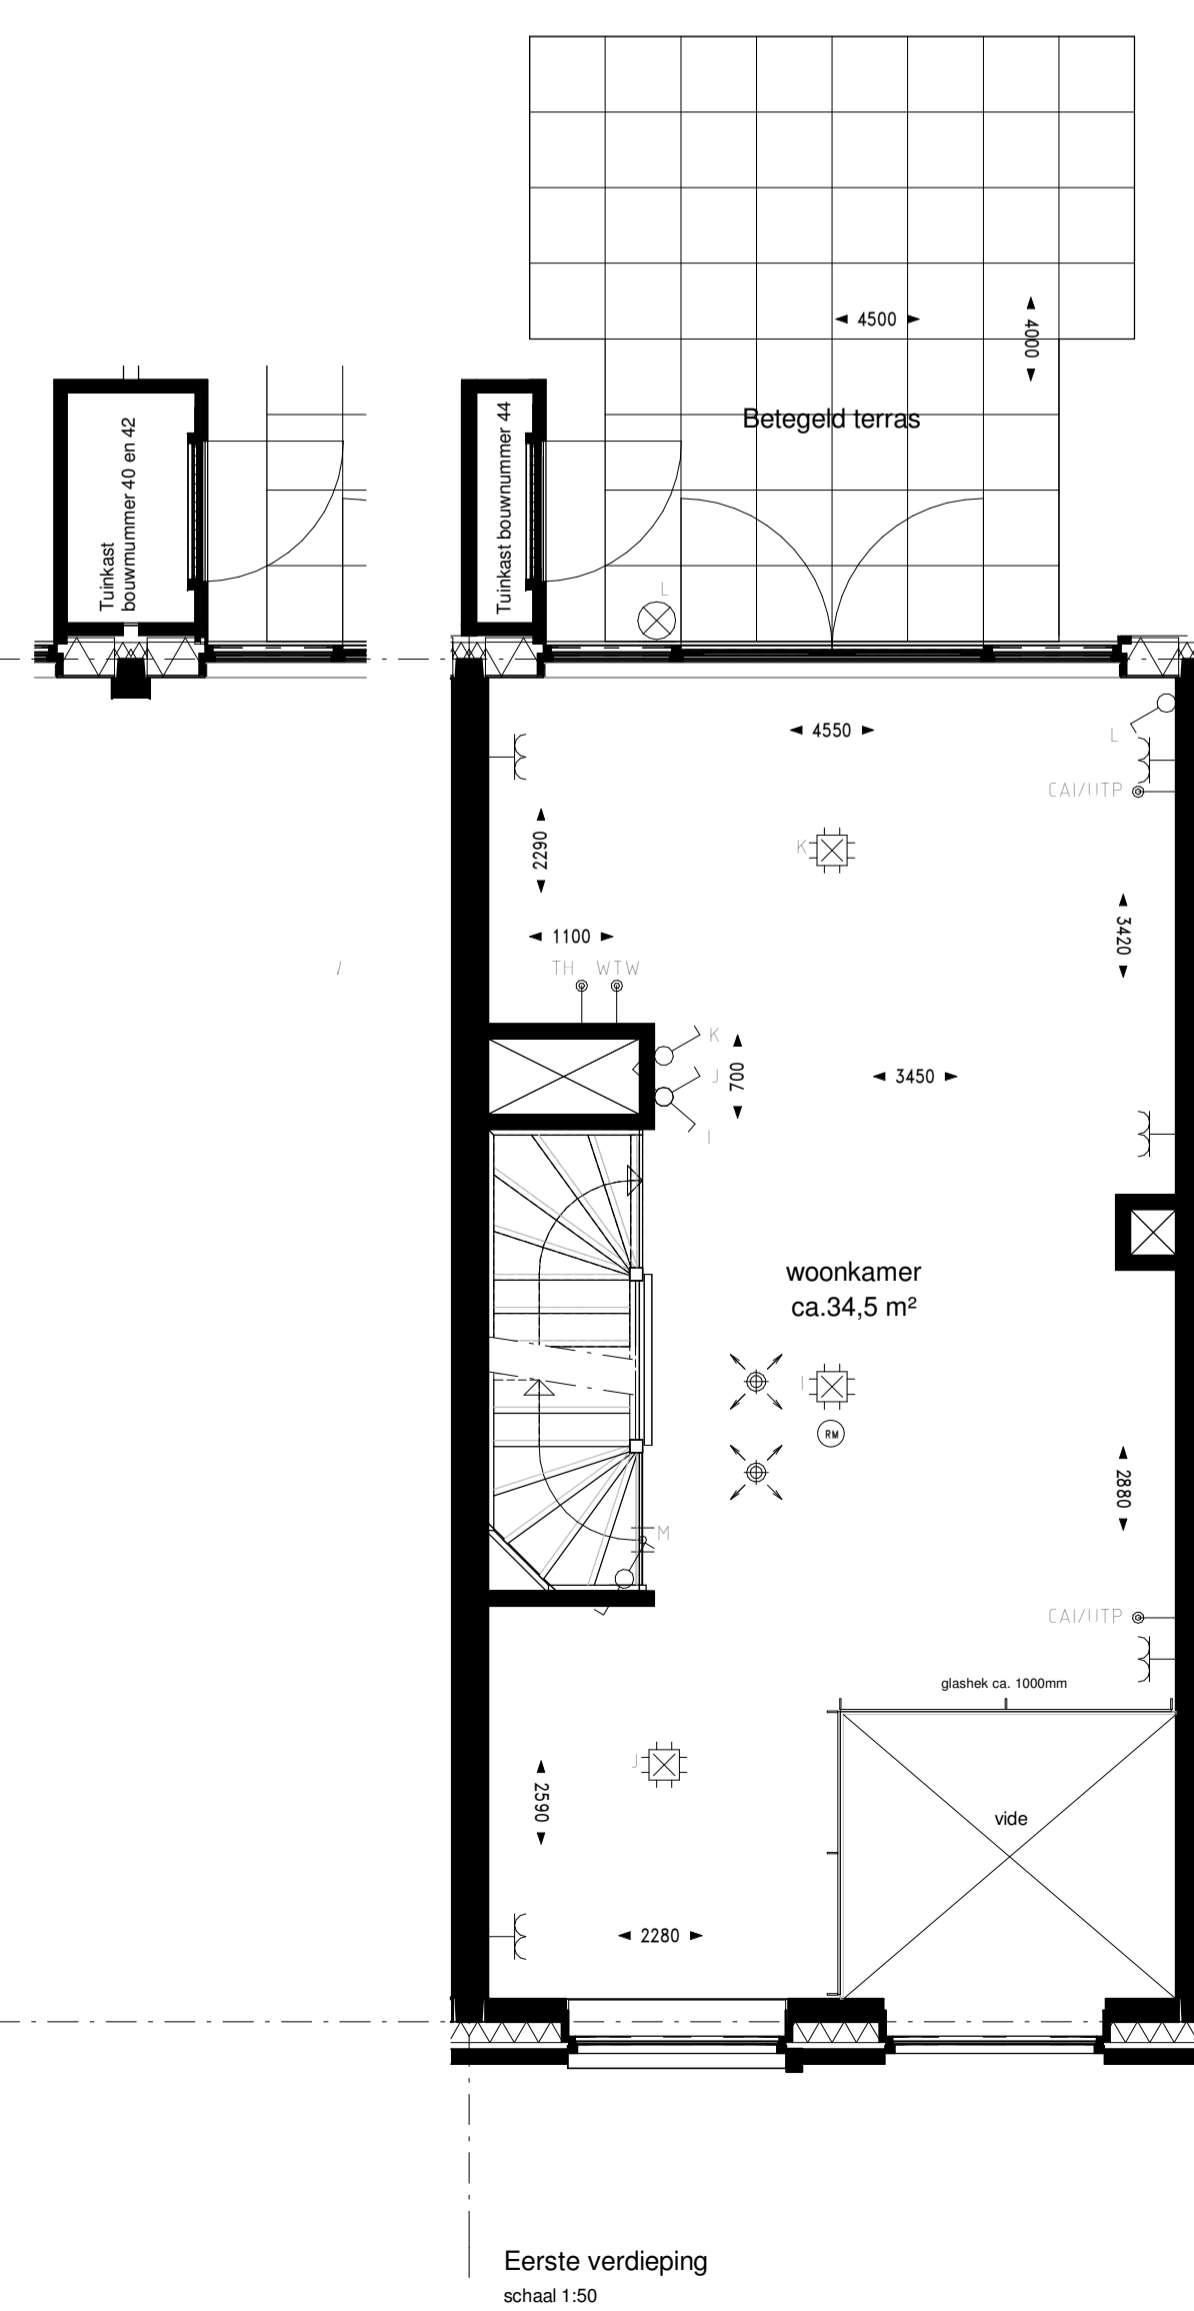 4500
4000
Betegeld terras
Tuinkast
bouwmummer 40 en 42
Tuinkast bouwnummer 44
L
4550
L
CAI/UTP
2290
K
3420
1100
TH WTW
K
700
J
3450
I
woonkamer
ca.34,5 m²
I
RM
2880
M
CAI/UTP
glashek ca. 1000mm
J
2590
vide
2280
Eerste verdieping
schaal 1:50